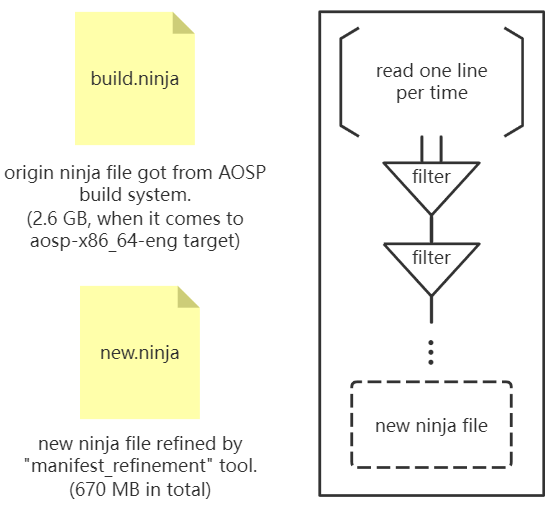 build.ninja
origin ninja file got from AOSP
build system.
(2.6 GB, when it comes to
aosp-x86_64-eng target)
new.ninja
new ninja file refined by
"manifest_refinement" tool.
(670 MB in total)
read one line
per time
filter
filter
new ninja file